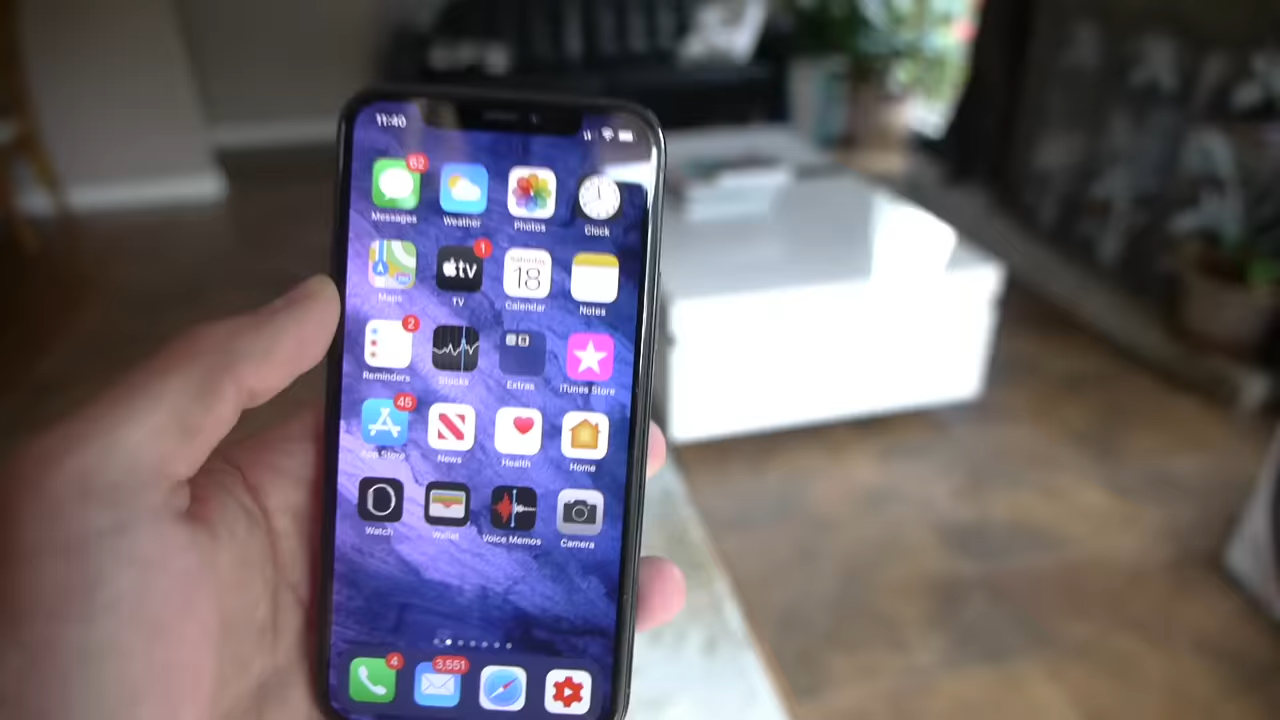 11:40
62
Messages Weather Photos Clock
1
tv
Saturday
18
Maps TV Calendar Notes
2
Reminders Stocks Extras iTunes Store
45
App Store News Health Home
Watch Wallet Voice Memos Camera
4 3,551